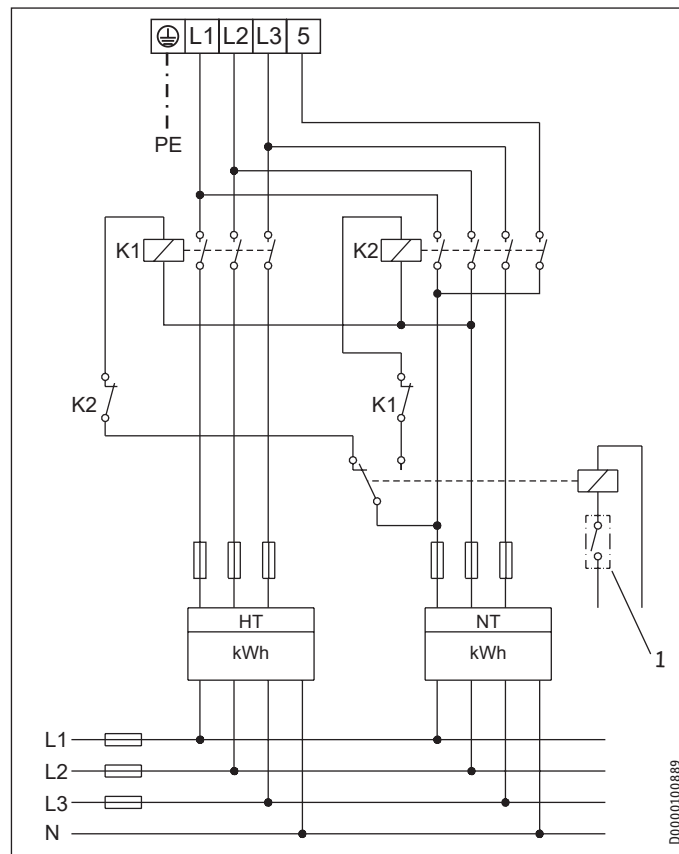 L1 L2 L3 5
PE
K1
K2
K2
K1
HT
kWh
NT
kWh
1
L1
L2
L3
N
D0000100889